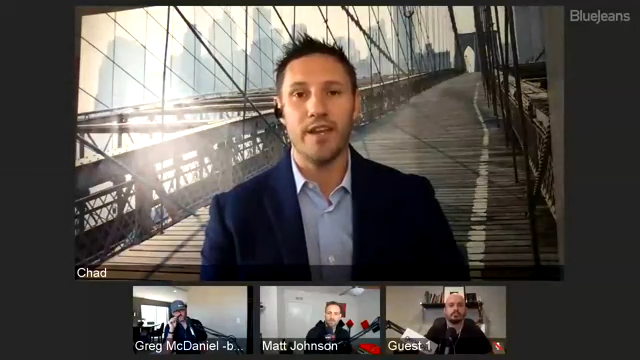 BlueJeans
Chad
Greg McDaniel -b...
Matt Johnson
Guest 1